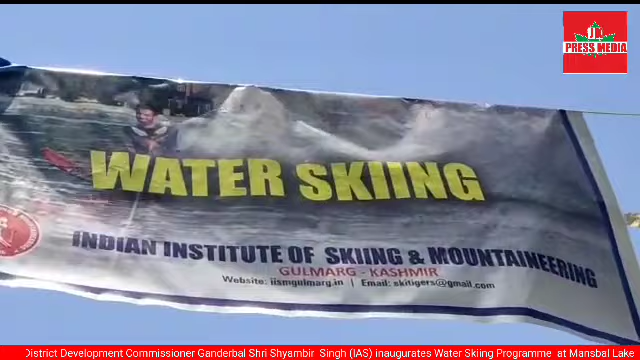 JK
PRESS MEDIA
WATER SKIING
INDIAN INSTITUTE OF SKIING & MOUNTAINEERING
GULMARG - KASHMIR
Website: iismgulmarg.in | Email: skitigers@gmail.com
District Development Commissioner Ganderbal Shri Shyambir Singh (IAS) inaugurates Water Skiing Programme at Mansbal Lake